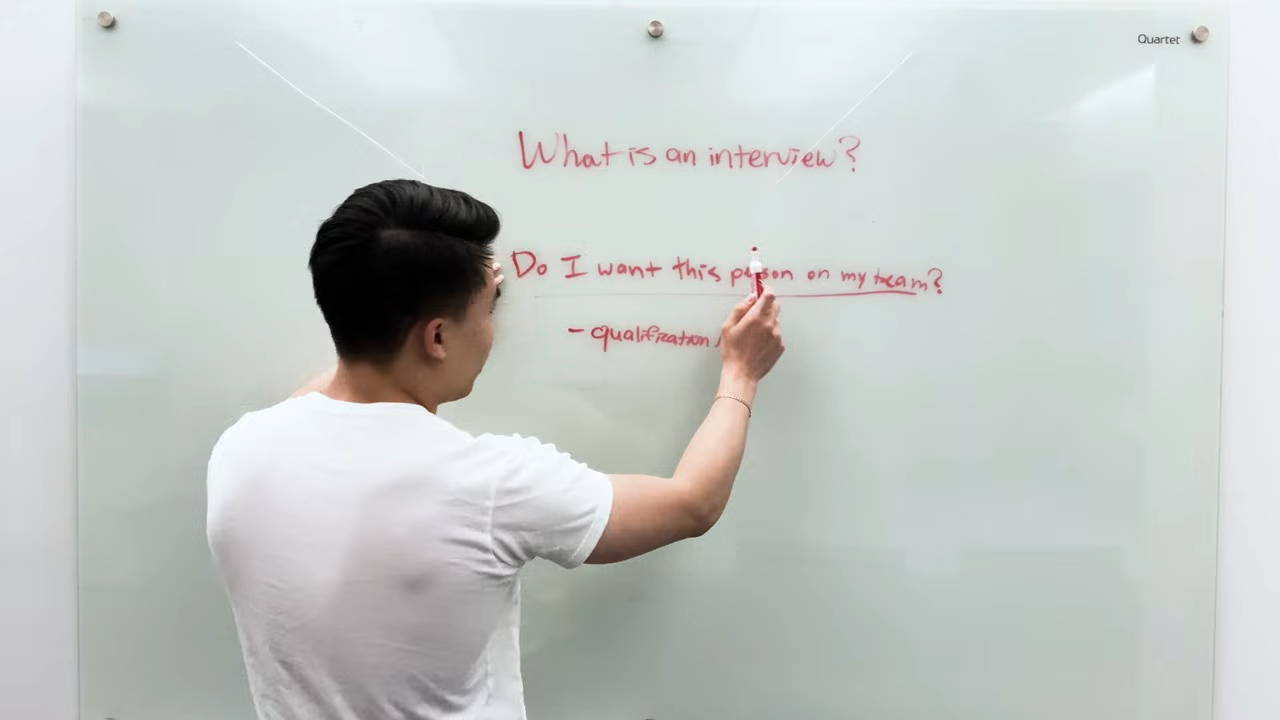 Quartet
What is an interview?
Do I want this person on my team?
- qualification